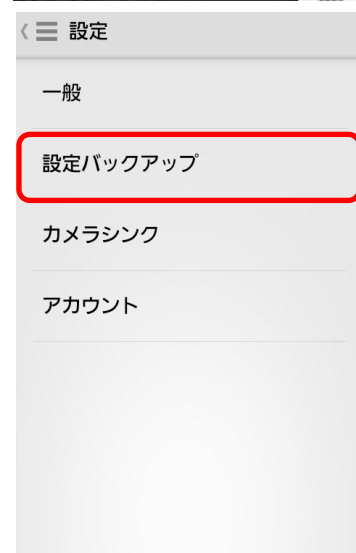 設定
一般
設定バックアップ
カメラシンク
アカウント